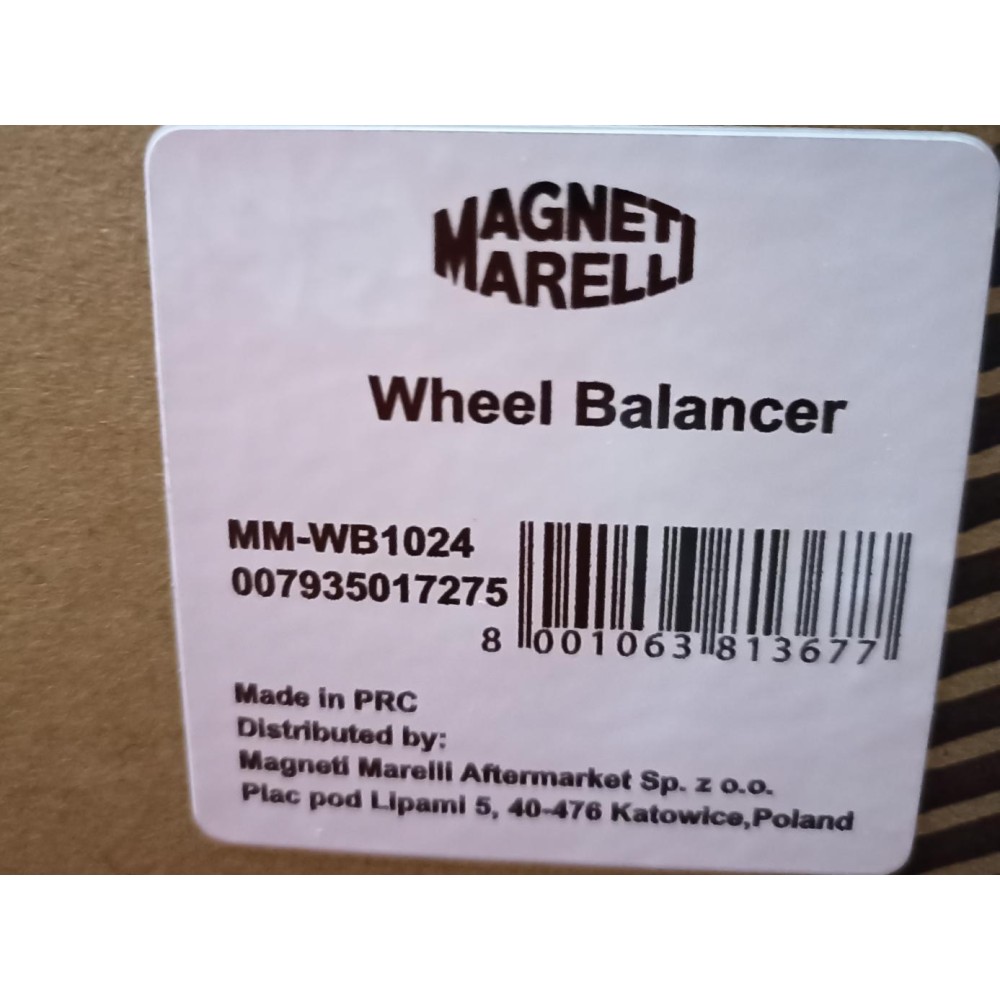 MAGNETI
MARELLI
Wheel Balancer
MM-WB1024
007935017275
8 001063 813677
Made in PRC
Distributed by:
Magneti Marelli Aftermarket Sp. z o.o.
Plac pod Lipami 5, 40-476 Katowice,Poland